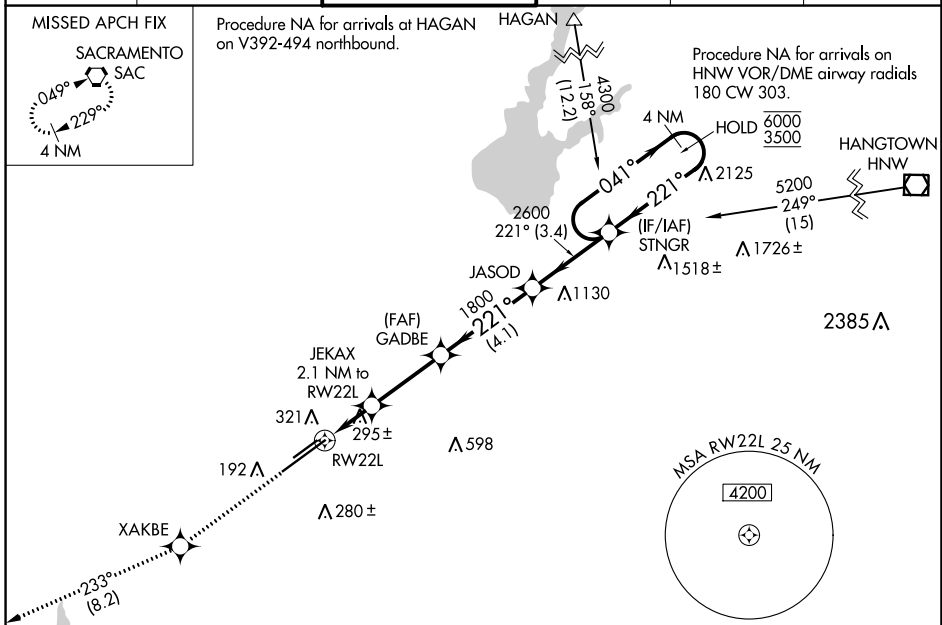 MISSED APCH FIX
SACRAMENTO
SAC
049°
229°
4 NM
Procedure NA for arrivals at HAGAN
on V392-494 northbound.
HAGAN
4300
158°
(12.2)
Procedure NA for arrivals on
HNW VOR/DME airway radials
180 CW 303.
4 NM
HOLD 6000
3500
HANGTOWN
HNW
041°
221°
2125
5200
249°
(15)
2600
221° (3.4)
(IF/IAF)
STNGR
1726±
1518±
JASOD
1130
2385
1800
221°
(4.1)
(FAF)
GADBE
JEKAX
2.1 NM to
RW22L
321
295±
RW22L
598
192
280±
MSA RW22L 25 NM
4200
XAKBE
233°
(8.2)